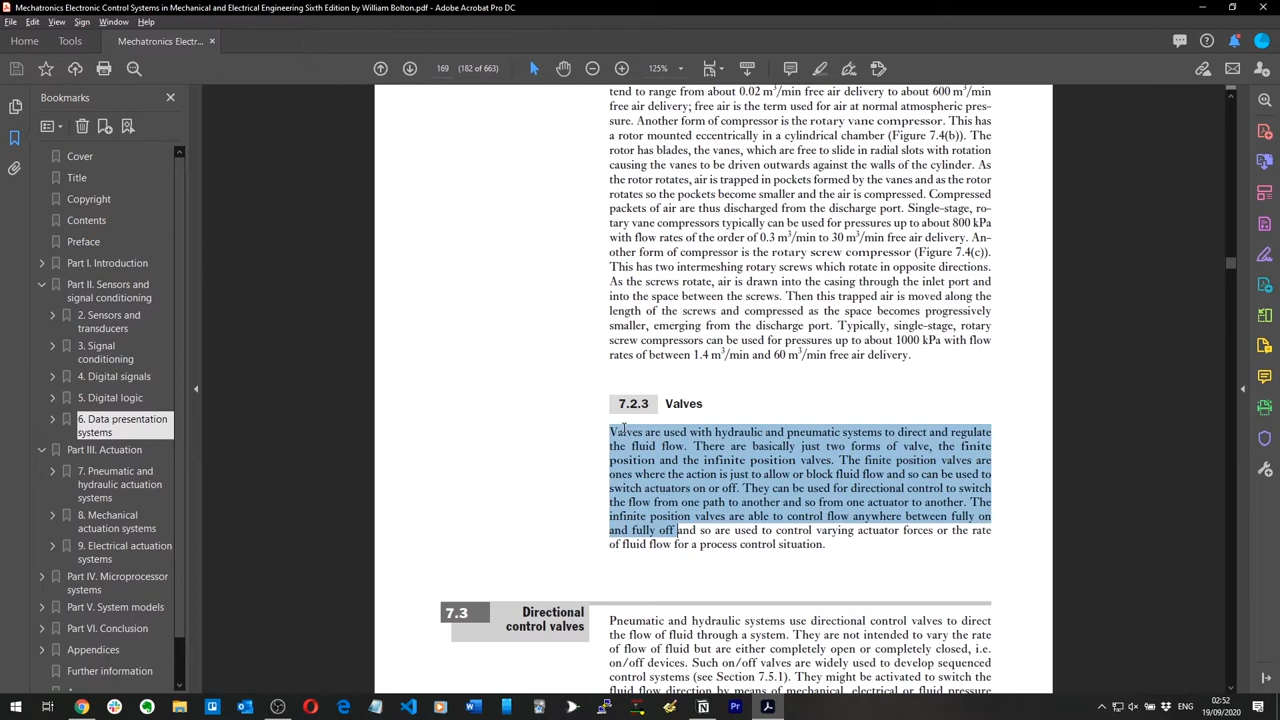 Mechatronics Electronic Control Systems in Mechanical and Electrical Engineering Sixth Edition by William Bolton.pdf - Adobe Acrobat Pro DC
File Edit View Sign Window Help
Home Tools Mechatronics Electr... ×
169 (182 of 663) 125%
Bookmarks
Cover
Title
Copyright
Contents
Preface
Part I. Introduction
Part II. Sensors and
signal conditioning
2. Sensors and
transducers
3. Signal
conditioning
4. Digital signals
5. Digital logic
6. Data presentation
systems
Part III. Actuation
7. Pneumatic and
hydraulic actuation
systems
8. Mechanical
actuation systems
9. Electrical actuation
systems
Part IV. Microprocessor
systems
Part V. System models
Part VI. Conclusion
Appendices
Further information
tend to range from about 0.02 m³/min free air delivery to about 600 m³/min
free air delivery; free air is the term used for air at normal atmospheric pres-
sure. Another form of compressor is the rotary vane compressor. This has
a rotor mounted eccentrically in a cylindrical chamber (Figure 7.4(b)). The
rotor has blades, the vanes, which are free to slide in radial slots with rotation
causing the vanes to be driven outwards against the walls of the cylinder. As
the rotor rotates, air is trapped in pockets formed by the vanes and as the rotor
rotates so the pockets become smaller and the air is compressed. Compressed
packets of air are thus discharged from the discharge port. Single-stage, ro-
tary vane compressors typically can be used for pressures up to about 800 kPa
with flow rates of the order of 0.3 m³/min to 30 m³/min free air delivery. An-
other form of compressor is the rotary screw compressor (Figure 7.4(c)).
This has two intermeshing rotary screws which rotate in opposite directions.
As the screws rotate, air is drawn into the casing through the inlet port and
into the space between the screws. Then this trapped air is moved along the
length of the screws and compressed as the space becomes progressively
smaller, emerging from the discharge port. Typically, single-stage, rotary
screw compressors can be used for pressures up to about 1000 kPa with flow
rates of between 1.4 m³/min and 60 m³/min free air delivery.
7.2.3 Valves
Valves are used with hydraulic and pneumatic systems to direct and regulate
the fluid flow. There are basically just two forms of valve, the finite
position and the infinite position valves. The finite position valves are
ones where the action is just to allow or block fluid flow and so can be used to
switch actuators on or off. They can be used for directional control to switch
the flow from one path to another and so from one actuator to another. The
infinite position valves are able to control flow anywhere between fully on
and fully off and so are used to control varying actuator forces or the rate
of fluid flow for a process control situation.
7.3 Directional
control valves
Pneumatic and hydraulic systems use directional control valves to direct
the flow of fluid through a system. They are not intended to vary the rate
of flow of fluid but are either completely open or completely closed, i.e.
on/off devices. Such on/off valves are widely used to develop sequenced
control systems (see Section 7.5.1). They might be activated to switch the
fluid flow direction by means of mechanical, electrical or fluid pressure
02:52
19/09/2020